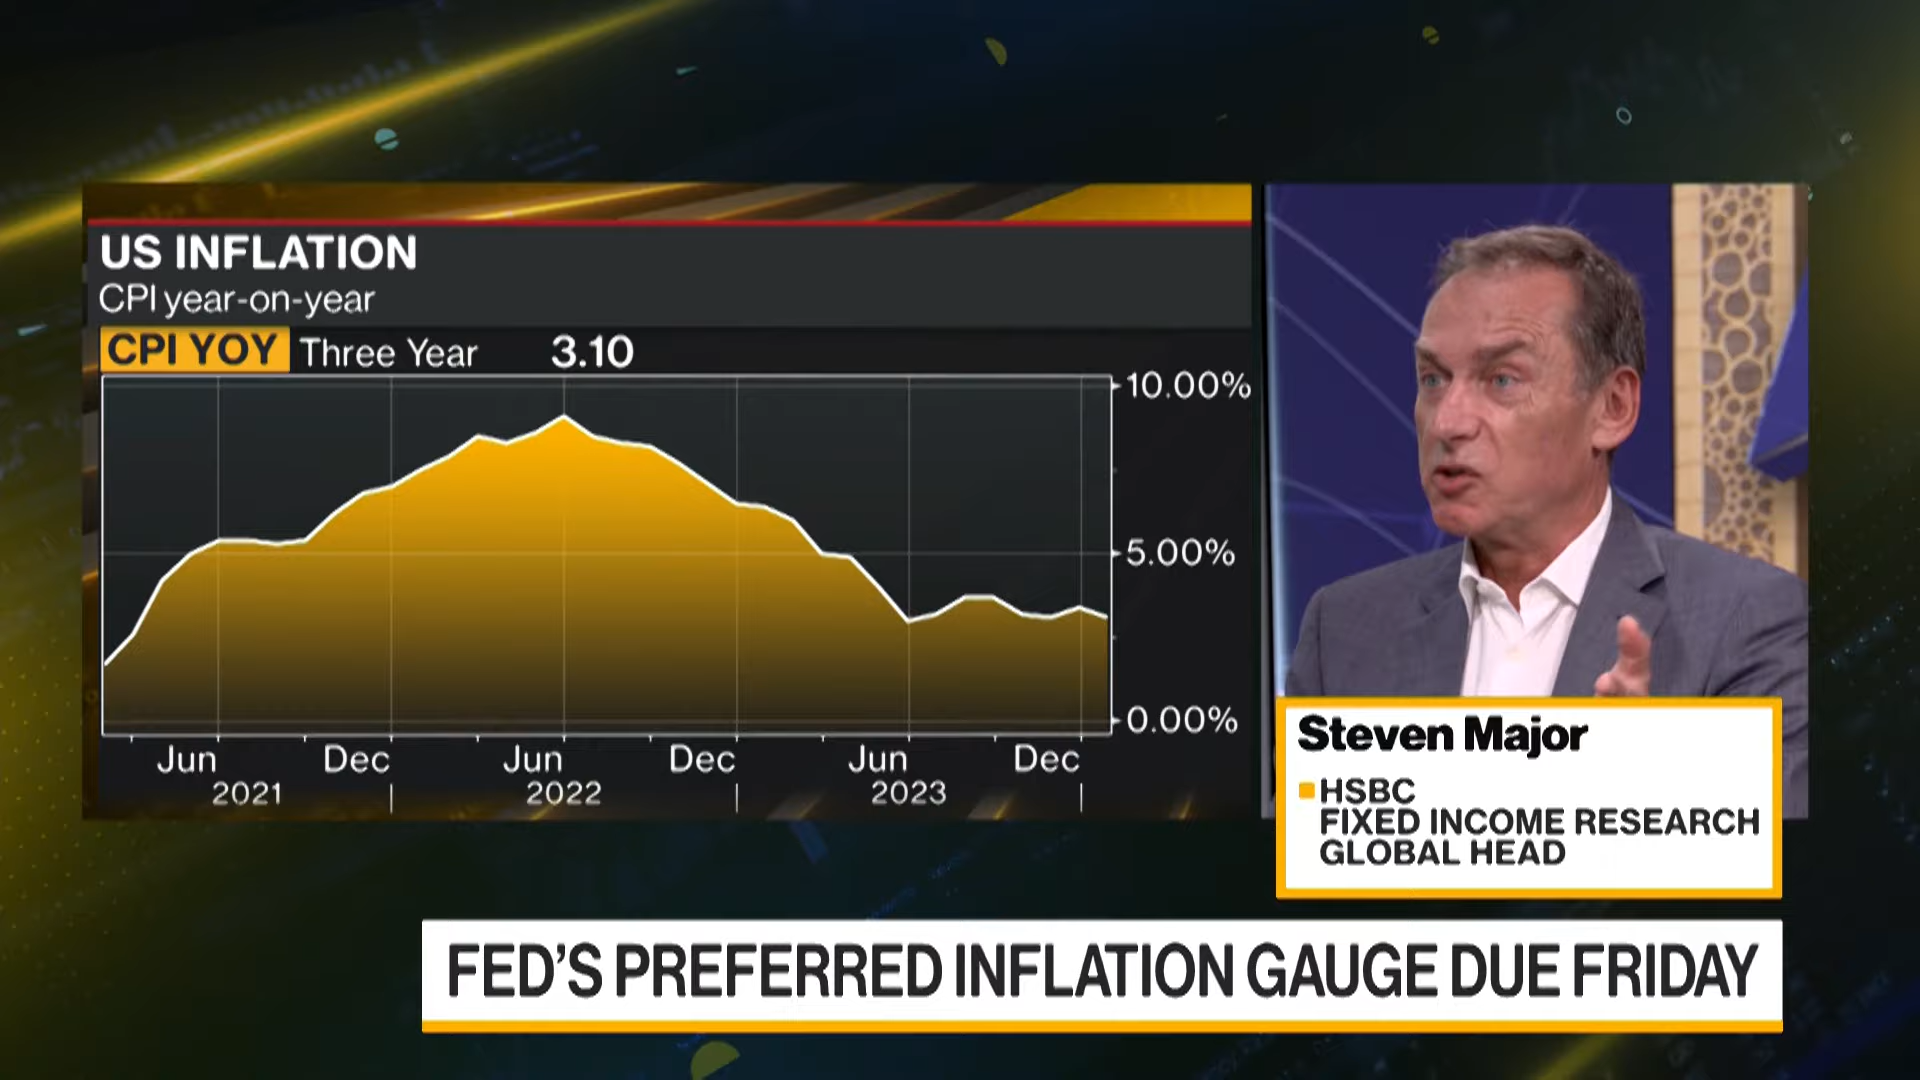 US INFLATION
CPI year-on-year
CPI YOY Three Year 3.10
10.00%
5.00%
0.00%
Jun Dec Jun Dec Jun Dec
2021 2022 2023
Steven Major
HSBC
FIXED INCOME RESEARCH
GLOBAL HEAD
FED'S PREFERRED INFLATION GAUGE DUE FRIDAY